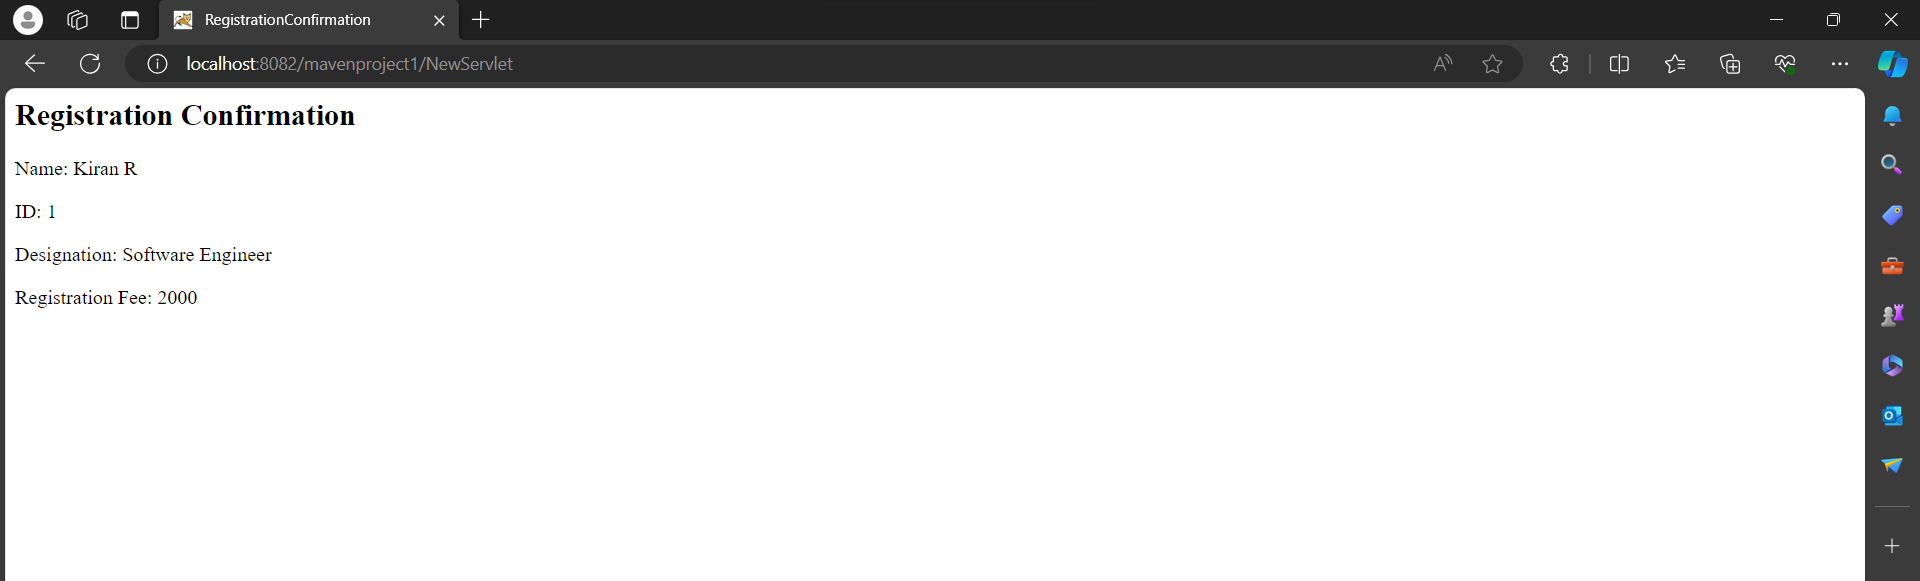 RegistrationConfirmation
localhost:8082/mavenproject1/NewServlet
Registration Confirmation
Name: Kiran R
ID: 1
Designation: Software Engineer
Registration Fee: 2000